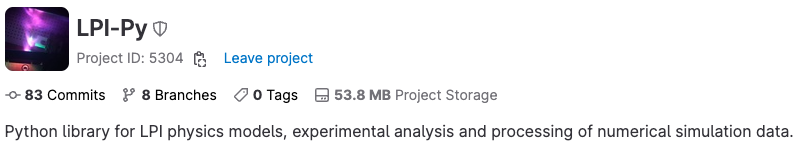 LPI-Py
Project ID: 5304 Leave project
83 Commits 8 Branches 0 Tags 53.8 MB Project Storage
Python library for LPI physics models, experimental analysis and processing of numerical simulation data.